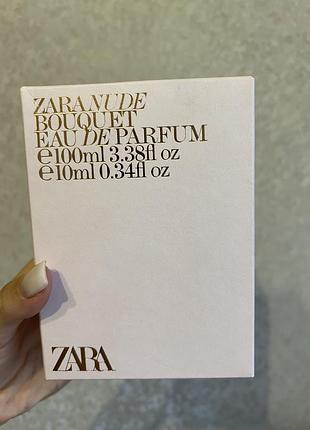 ZARA NUDE
BOUQUET
EAU DE PARFUM
℮100ml 3.38fl oz
℮10ml 0.34fl oz
ZARA